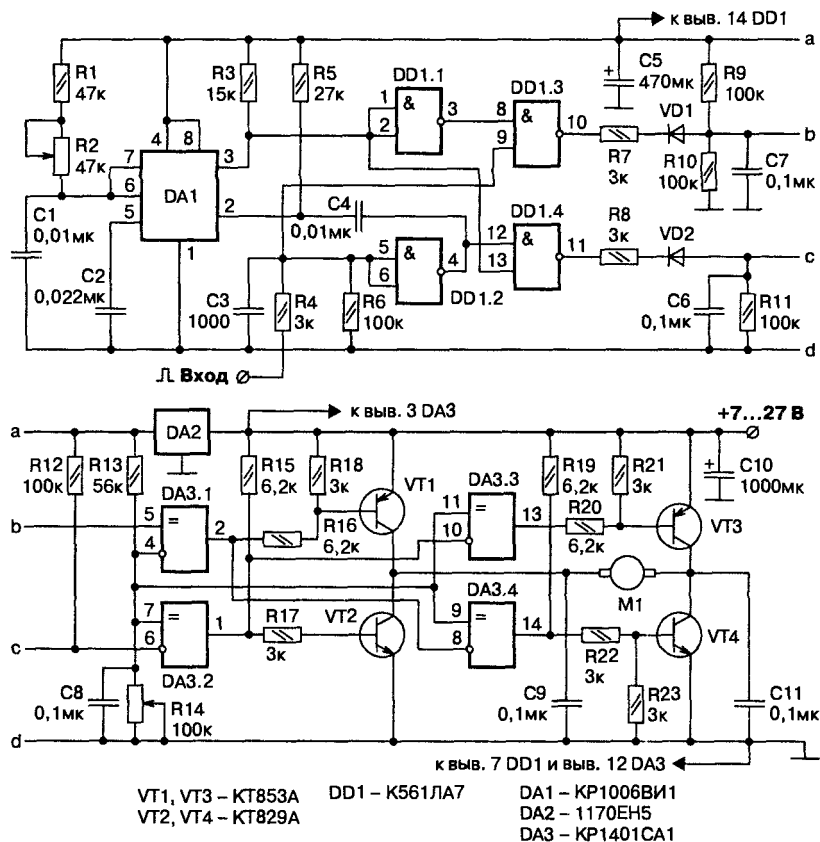 к выв. 14 DD1
a
R1
47к
R3
15к
R5
27к
DD1.1
1
2
&
3
DD1.3
8
9
&
10
C5
470мк
+
R9
100к
VD1
b
R2
47к
4
8
7
6
5
3
2
1
DA1
R7
3к
R10
100к
C7
0,1мк
C1
0,01мк
C4
0,01мк
DD1.4
12
13
&
11
R8
3к
VD2
c
C2
0,022мк
C3
1000
R4
3к
R6
100к
5
6
&
4
DD1.2
C6
0,1мк
R11
100к
d
Вход
к выв. 3 DA3
+7...27 В
a
DA2
R12
100к
R13
56к
R15
6,2к
R18
3к
VT1
DA3.3
R19
6,2к
R21
3к
+
C10
1000мк
DA3.1
b
5
4
=
2
R16
6,2к
11
10
=
13
R20
6,2к
VT3
M1
DA3.4
7
6
=
1
R17
3к
VT2
9
8
=
14
R22
3к
VT4
c
DA3.2
C8
0,1мк
R14
100к
C9
0,1мк
R23
3к
C11
0,1мк
d
к выв. 7 DD1 и выв. 12 DA3
VT1, VT3 – КТ853А
VT2, VT4 – КТ829А
DD1 – К561ЛА7
DA1 – КР1006ВИ1
DA2 – 1170ЕН5
DA3 – КР1401СА1